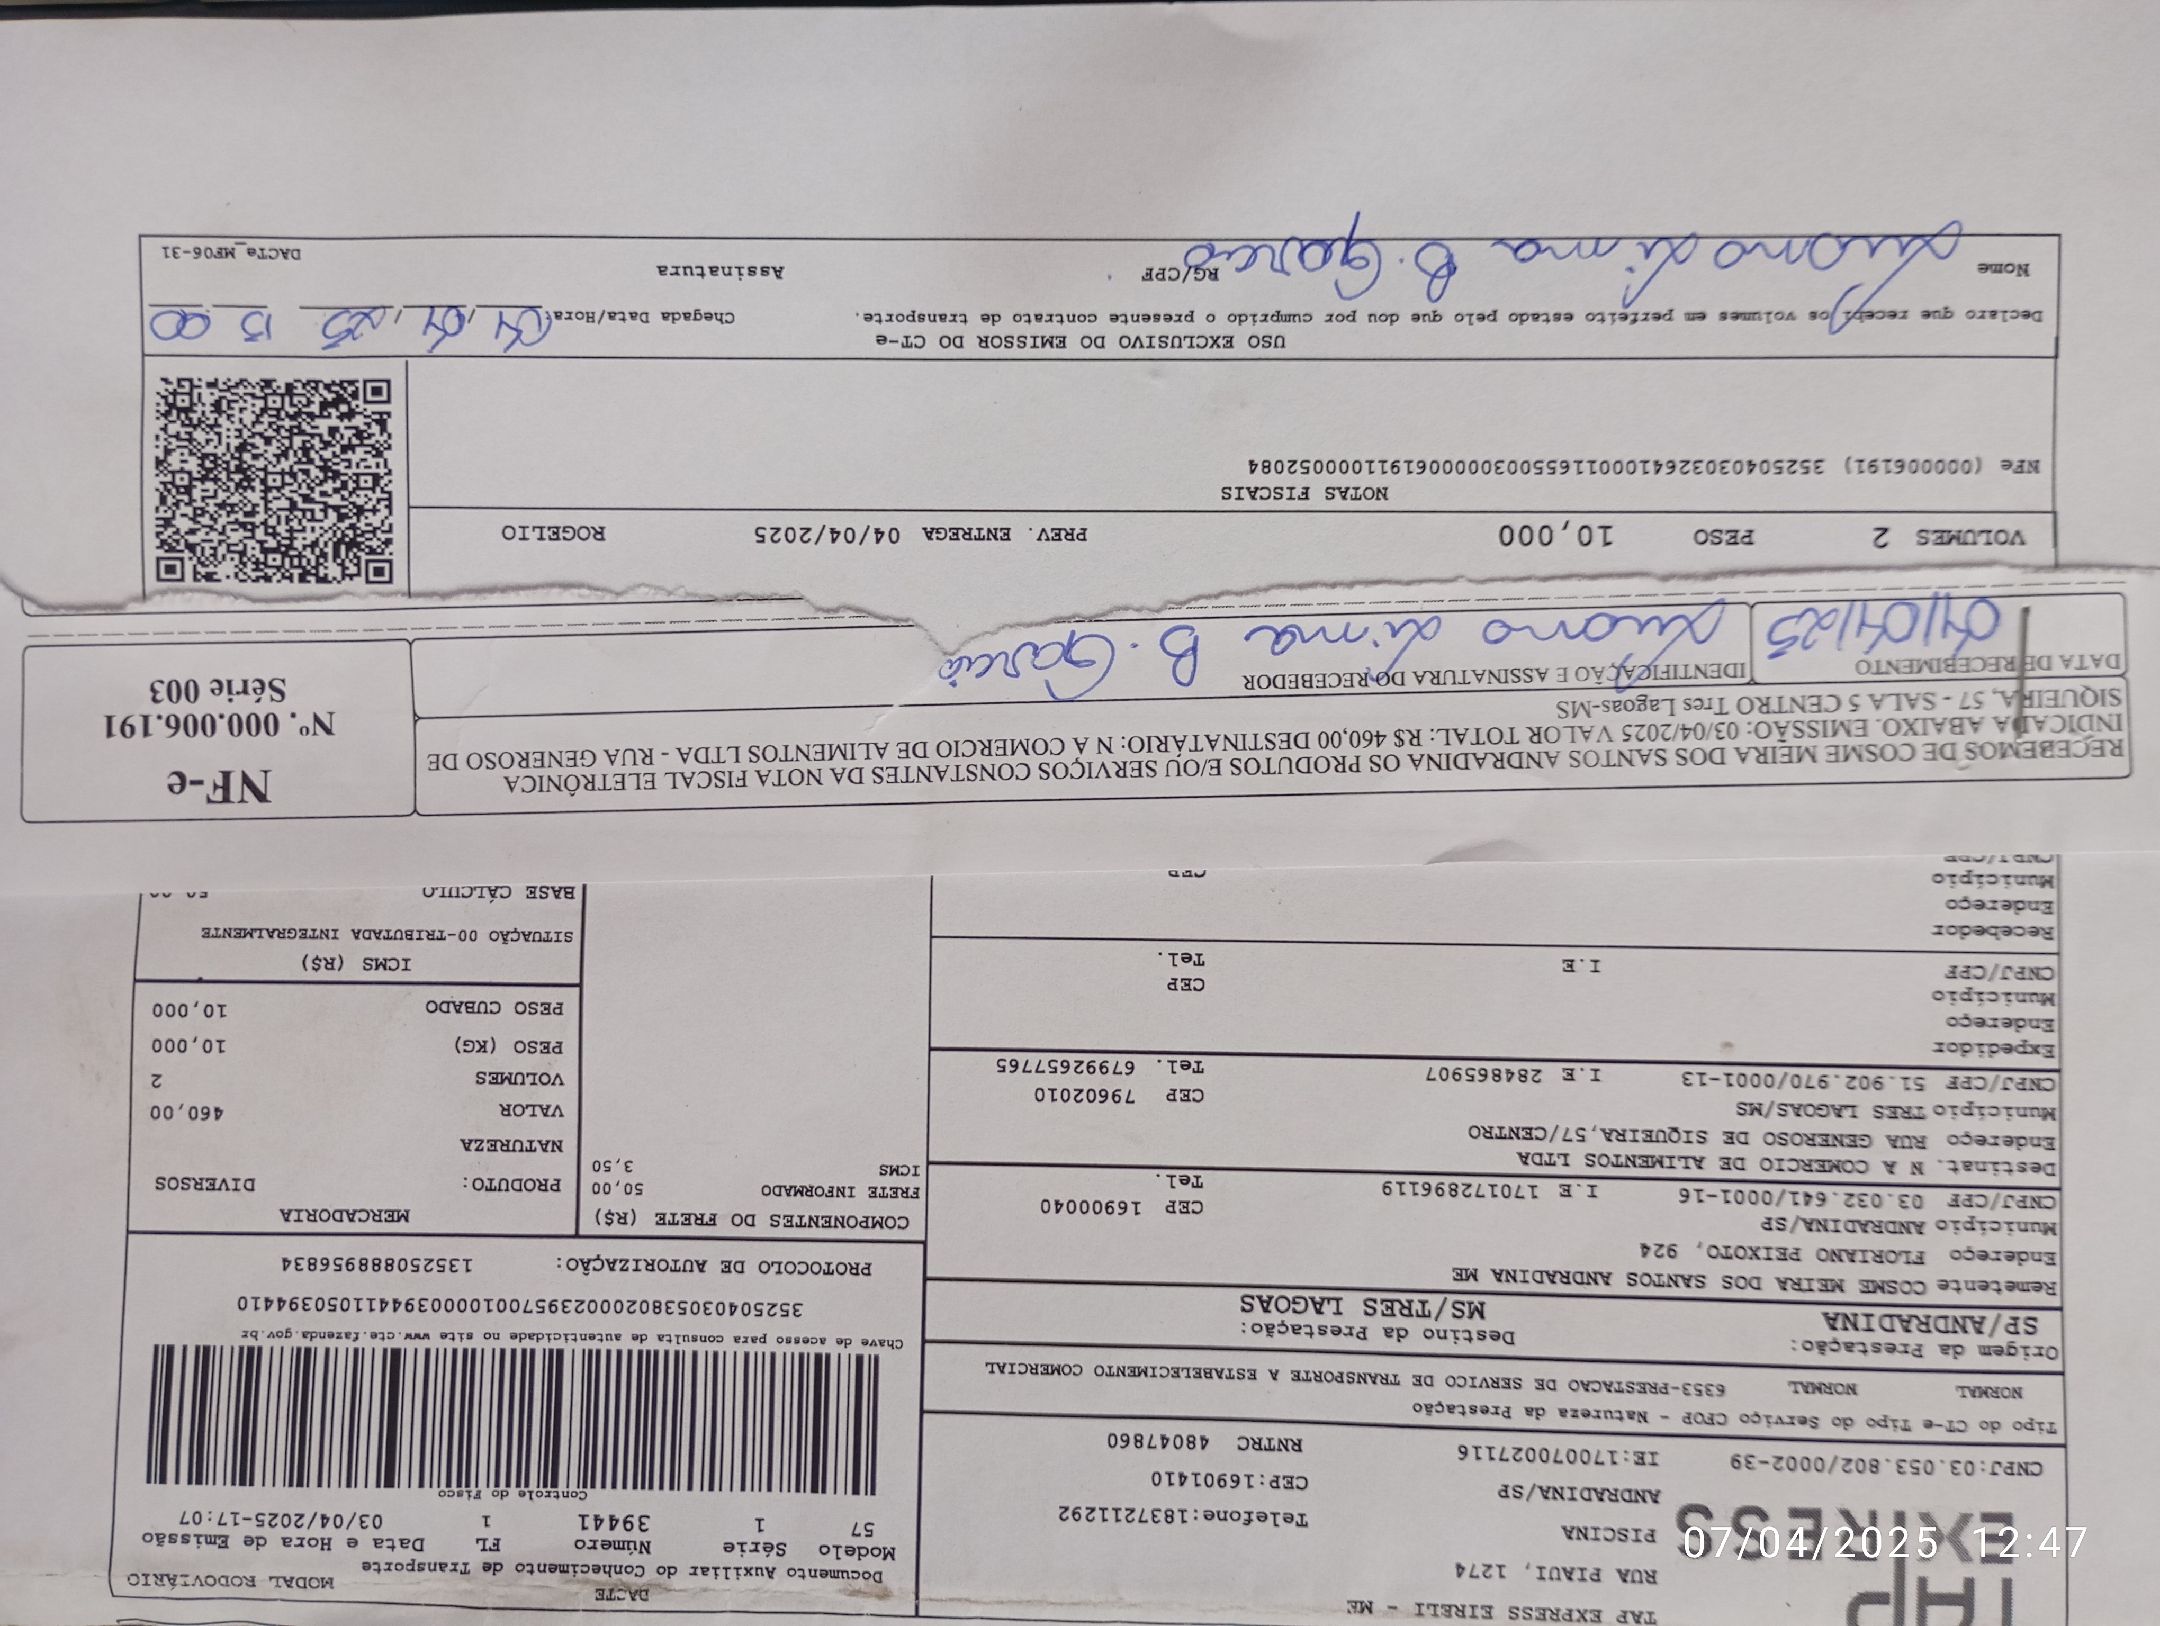 TAP
EXPRESS
TAP EXPRESS EIRELI - ME
RUA PIAUI, 1274
PISCINA
ANDRADINA/SP
Telefone:1837211292
CEP:16901410
CNPJ:03.053.802/0002-39 IE:170070027116 RNTRC 48047860
DACTE
Documento Auxiliar do Conhecimento de Transporte
MODAL RODOVIÁRIO
Modelo Série Número FL Data e Hora de Emissão
57 1 39441 1 03/04/2025-17:07
Controle do Fisco
Chave de acesso para consulta de autenticidade no site www.cte.fazenda.gov.br
35250403053802000239570010000394411105039441​0
PROTOCOLO DE AUTORIZAÇÃO: 135250888956834
Tipo do CT-e Tipo do Serviço CFOP - Natureza da Prestação
NORMAL NORMAL 6353-PRESTACAO DE SERVICO DE TRANSPORTE A ESTABELECIMENTO COMERCIAL
Origem da Prestação: Destino da Prestação:
SP/ANDRADINA MS/TRES LAGOAS
Remetente COSME MEIRA DOS SANTOS ANDRADINA ME
Endereço FLORIANO PEIXOTO, 924
Município ANDRADINA/SP CEP 16900040
CNPJ/CPF 03.032.641/0001-16 I.E 170172896119 Tel.
Destinat. N A COMERCIO DE ALIMENTOS LTDA
Endereço RUA GENEROSO DE SIQUEIRA,57/CENTRO
Município TRES LAGOAS/MS CEP 79602010
CNPJ/CPF 51.902.970/0001-13 I.E 284865907 Tel. 67992657765
Expedidor
Endereço
Município CEP
CNPJ/CPF I.E Tel.
Recebedor
Endereço
Município CEP
CNPJ/CPF
COMPONENTES DO FRETE (R$)
FRETE INFORMADO 50,00
ICMS 3,50
MERCADORIA
PRODUTO: DIVERSOS
NATUREZA
VALOR 460,00
VOLUMES 2
PESO (KG) 10,000
PESO CUBADO 10,000
ICMS (R$)
SITUAÇÃO 00-TRIBUTADA INTEGRALMENTE
BASE CÁLCULO 50,00
RECEBEMOS DE COSME MEIRA DOS SANTOS ANDRADINA OS PRODUTOS E/OU SERVIÇOS CONSTANTES DA NOTA FISCAL ELETRÔNICA
INDICADA ABAIXO. EMISSÃO: 03/04/2025 VALOR TOTAL: R$ 460,00 DESTINATÁRIO: N A COMERCIO DE ALIMENTOS LTDA - RUA GENEROSO DE
SIQUEIRA, 57 - SALA 5 CENTRO Tres Lagoas-MS
NF-e
Nº. 000.006.191
Série 003
DATA DE RECEBIMENTO IDENTIFICAÇÃO E ASSINATURA DO RECEBEDOR
04/04/25 Lima B. Garcia
VOLUMES 2 PESO 10,000 PREV. ENTREGA 04/04/2025 ROGELIO
NOTAS FISCAIS
NFe (000006191) 35250403032641000116550030000061911000052084
USO EXCLUSIVO DO EMISSOR DO CT-e
Declaro que recebi os volumes em perfeito estado pelo que dou por cumprido o presente contrato de transporte.
Chegada Data/Hora: 04/04/25 15:00
Nome RG/CPF Assinatura
Lima B. Garcia
DACTe_MF06-31
07/04/2025 12:47